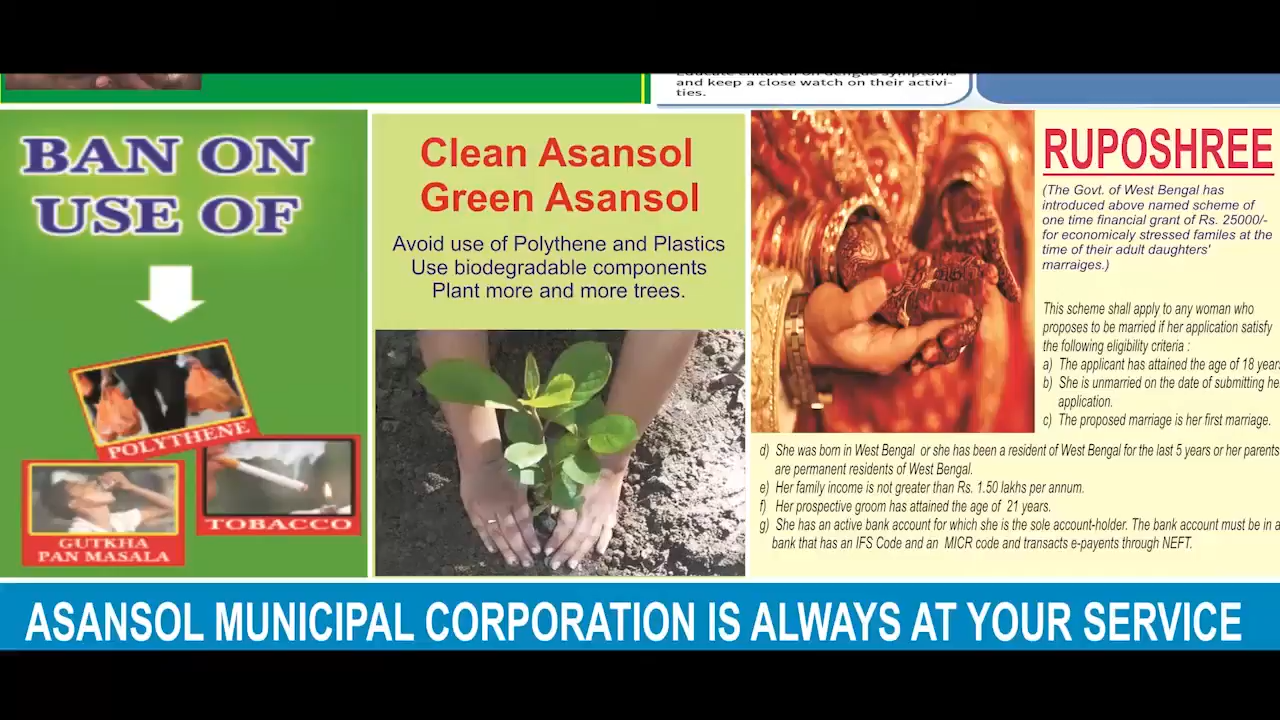 Educate children on dengue symptoms
and keep a close watch on their activi-
ties.
BAN ON
USE OF
POLYTHENE
TOBACCO
GUTKHA
PAN MASALA
Clean Asansol
Green Asansol
Avoid use of Polythene and Plastics
Use biodegradable components
Plant more and more trees.
RUPOSHREE
(The Govt. of West Bengal has
introduced above named scheme of
one time financial grant of Rs. 25000/-
for economicaly stressed familes at the
time of their adult daughters'
marraiges.)
This scheme shall apply to any woman who
proposes to be married if her application satisfy
the following eligibility criteria :
a) The applicant has attained the age of 18 years
b) She is unmarried on the date of submitting he
application.
c) The proposed marriage is her first marriage.
d) She was born in West Bengal or she has been a resident of West Bengal for the last 5 years or her parents
are permanent residents of West Bengal.
e) Her family income is not greater than Rs. 1.50 lakhs per annum.
f) Her prospective groom has attained the age of 21 years.
g) She has an active bank account for which she is the sole account-holder. The bank account must be in a
bank that has an IFS Code and an MICR code and transacts e-payents through NEFT.
ASANSOL MUNICIPAL CORPORATION IS ALWAYS AT YOUR SERVICE